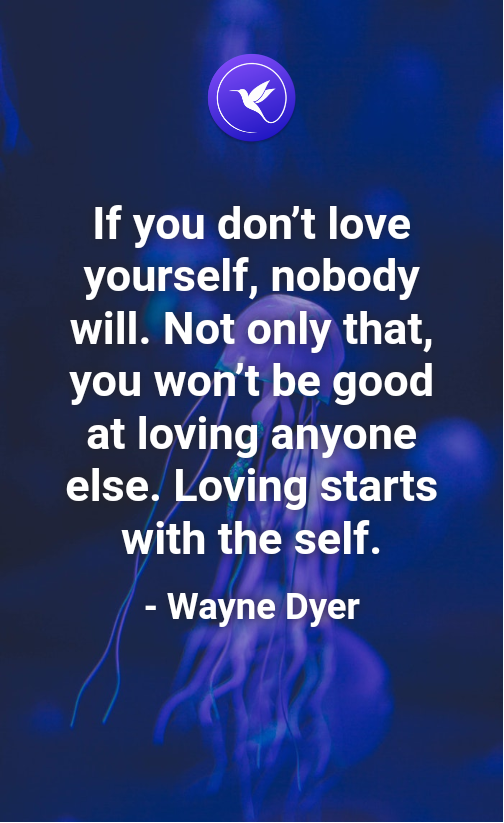 If you don’t love
yourself, nobody
will. Not only that,
you won’t be good
at loving anyone
else. Loving starts
with the self.
- Wayne Dyer